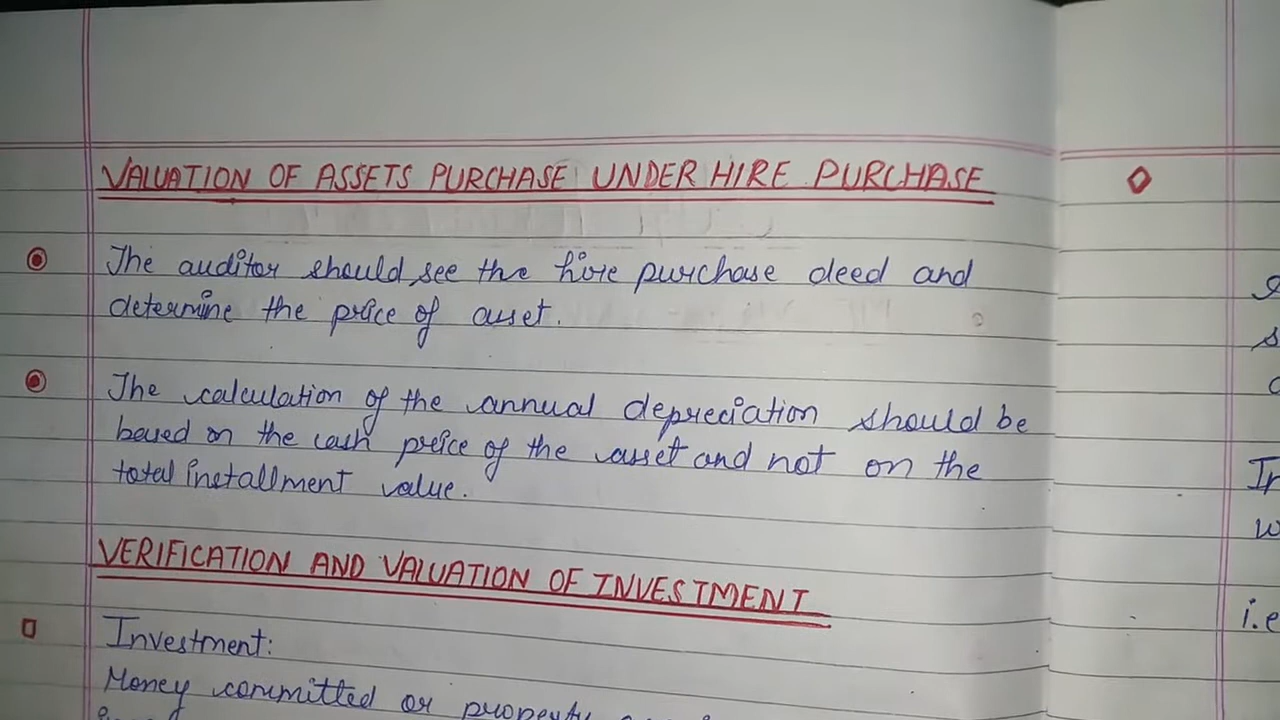 VALUATION OF ASSETS PURCHASE UNDER HIRE PURCHASE
The auditor should see the hire purchase deed and
determine the price of asset.
The calculation of the annual depreciation should be
based on the cash price of the asset and not on the
total installment value.
VERIFICATION AND VALUATION OF INVESTMENT
Investment:
Money committed or property
i.e